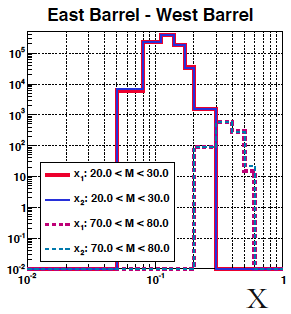 East Barrel - West Barrel
10⁵
10⁴
10³
10²
10
1
10⁻¹
10⁻²
x₁: 20.0 < M < 30.0
x₂: 20.0 < M < 30.0
x₁: 70.0 < M < 80.0
x₂: 70.0 < M < 80.0
10⁻² 10⁻¹ 1
X